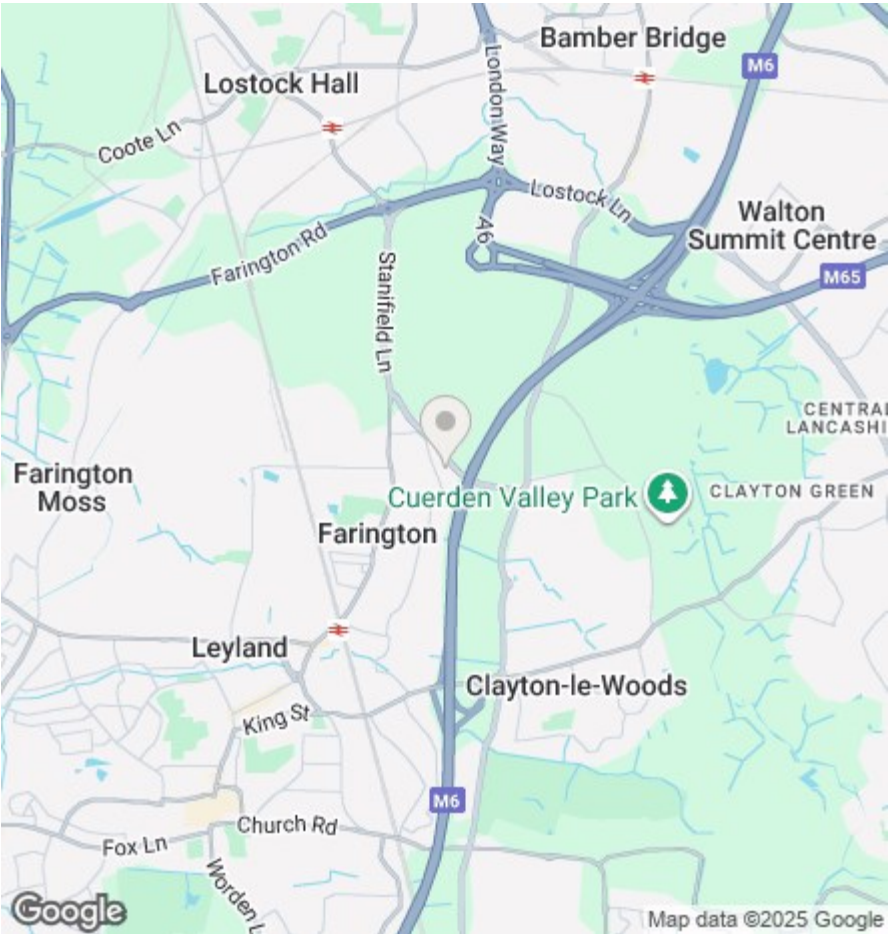 Bamber Bridge
M6
London Way
Lostock Hall
Coote Ln
Lostock Ln
Walton
Summit Centre
A6
Farington Rd
Stanifield Ln
M65
CENTRAL
Farington
Moss
Cuerden Valley Park
CLAYTON GREEN
Farington
Leyland
Clayton-le-Woods
King St
M6
Church Rd
Fox Ln
Worden L
Google
Map data ©2025 Google